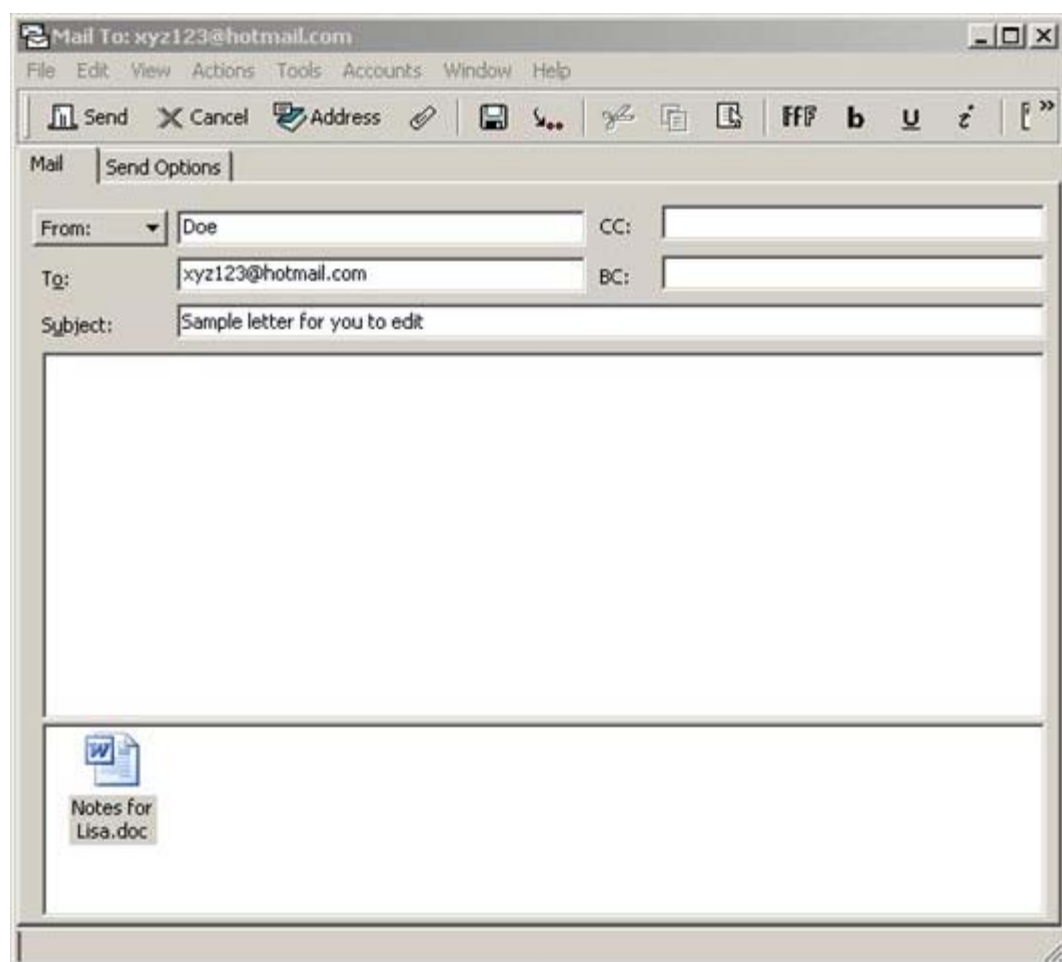 Mail To: xyz123@hotmail.com
File Edit View Actions Tools Accounts Window Help
Send Cancel Address b u i
Mail Send Options
From: Doe CC:
To: xyz123@hotmail.com BC:
Subject: Sample letter for you to edit
Notes for
Lisa.doc